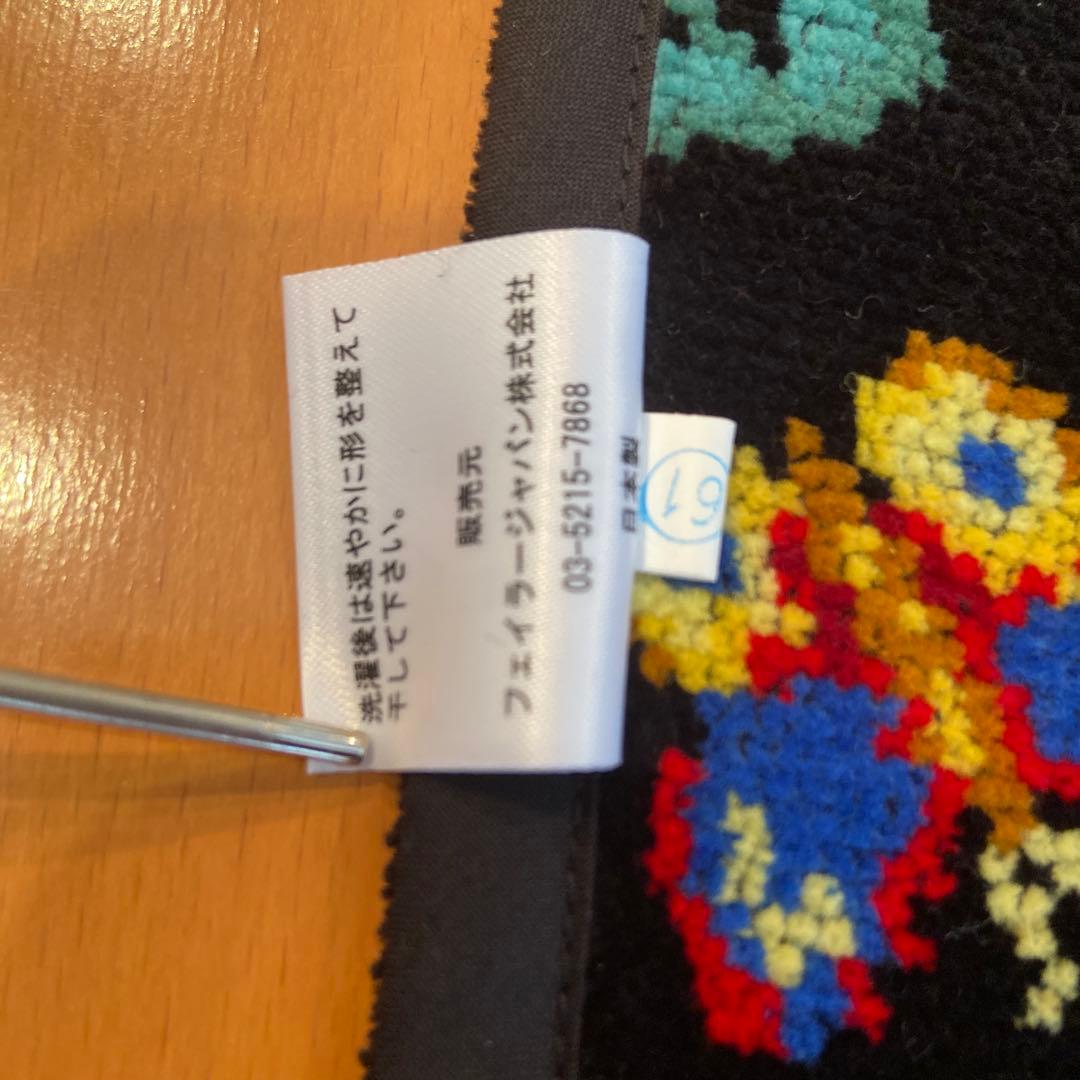 洗濯後は速やかに形を整えて
干して下さい。
販売元
フェイラージャパン株式会社
03-5215-7868
日本製
61